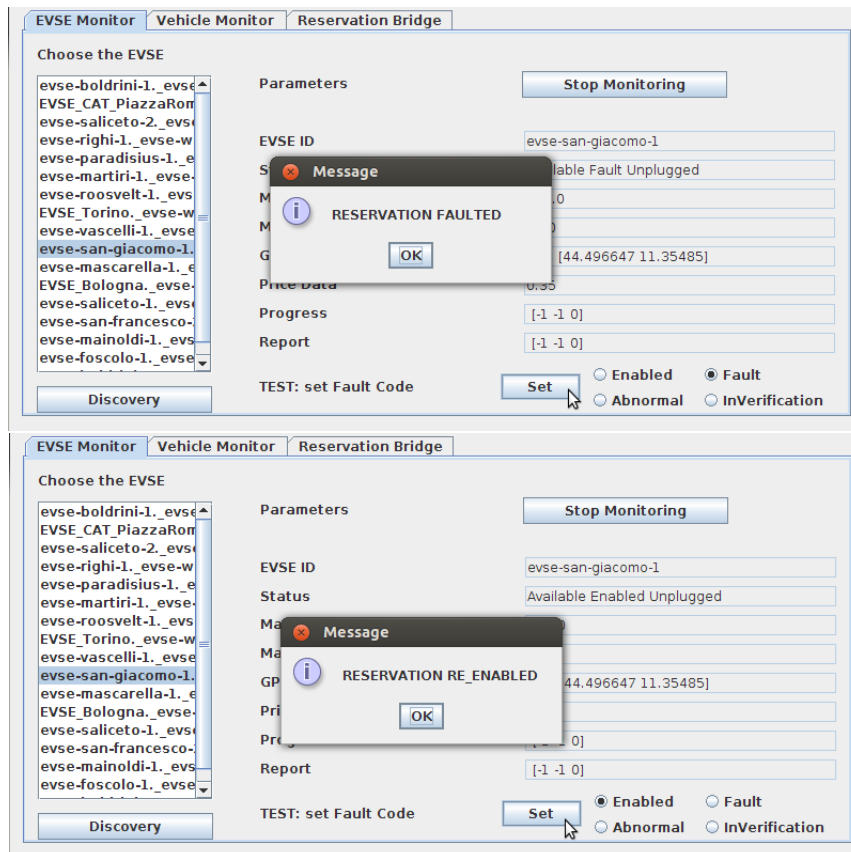 EVSE Monitor Vehicle Monitor Reservation Bridge
Choose the EVSE
evse-boldrini-1._evse
EVSE_CAT_PiazzaRom
evse-saliceto-2._evse
evse-righi-1._evse-w
evse-paradisius-1._e
evse-martiri-1._evse-
evse-roosvelt-1._evs
EVSE_Torino._evse-w
evse-vascelli-1._evse
evse-san-giacomo-1.
evse-mascarella-1._e
EVSE_Bologna._evse-
evse-saliceto-1._evse
evse-san-francesco-
evse-mainoldi-1._evs
evse-foscolo-1._evse
Discovery
Parameters Stop Monitoring
EVSE ID evse-san-giacomo-1
lable Fault Unplugged
Message
RESERVATION FAULTED
OK
[44.496647 11.35485]
Price Data 0.35
Progress [-1 -1 0]
Report [-1 -1 0]
TEST: set Fault Code Set Enabled Fault
Abnormal InVerification
EVSE Monitor Vehicle Monitor Reservation Bridge
Choose the EVSE
evse-boldrini-1._evse
EVSE_CAT_PiazzaRom
evse-saliceto-2._evse
evse-righi-1._evse-w
evse-paradisius-1._e
evse-martiri-1._evse-
evse-roosvelt-1._evs
EVSE_Torino._evse-w
evse-vascelli-1._evse
evse-san-giacomo-1.
evse-mascarella-1._e
EVSE_Bologna._evse-
evse-saliceto-1._evse
evse-san-francesco-
evse-mainoldi-1._evs
evse-foscolo-1._evse
Discovery
Parameters Stop Monitoring
EVSE ID evse-san-giacomo-1
Status Available Enabled Unplugged
Ma
Message
Ma
RESERVATION RE_ENABLED
GP 44.496647 11.35485]
OK
Pri
Report [-1 -1 0]
TEST: set Fault Code Set Enabled Fault
Abnormal InVerification